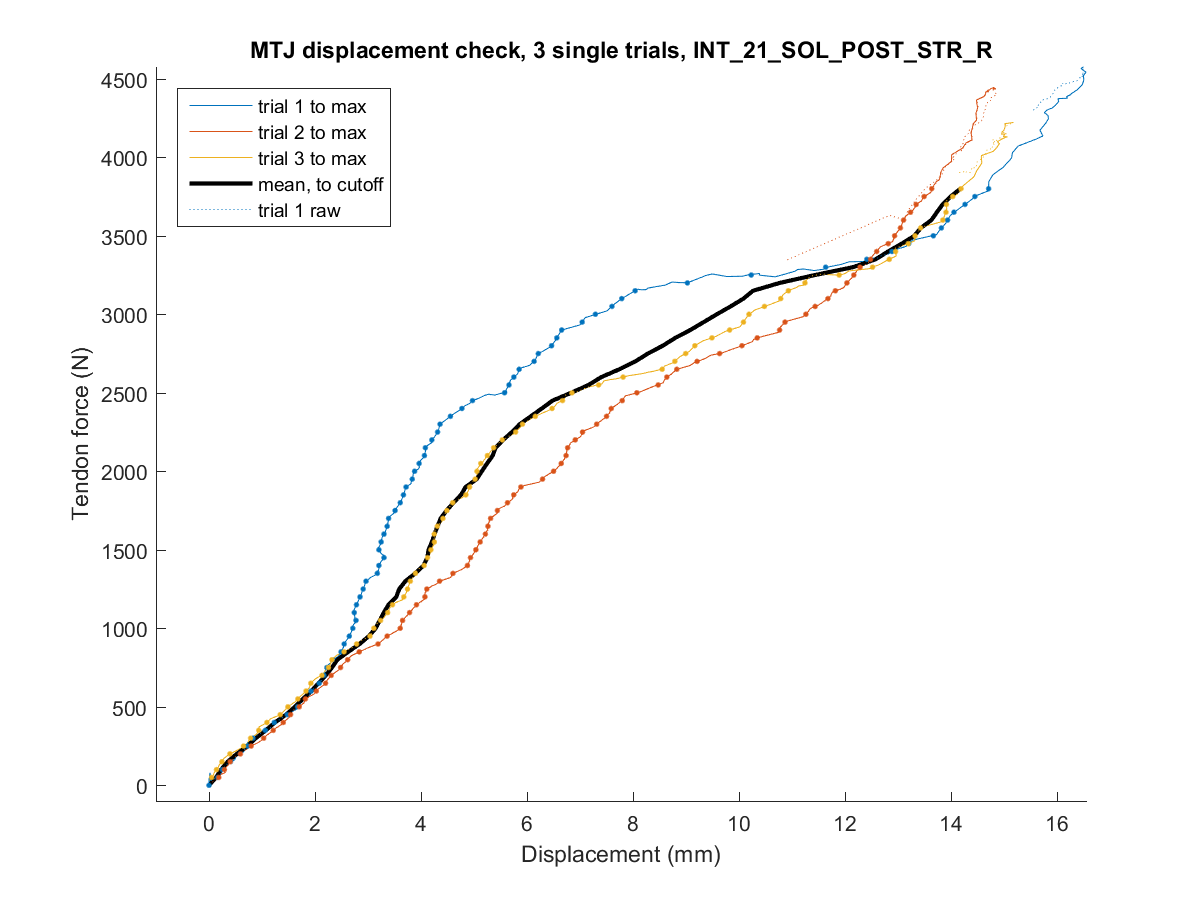 MTJ displacement check, 3 single trials, INT_21_SOL_POST_STR_R
trial 1 to max
trial 2 to max
trial 3 to max
mean, to cutoff
trial 1 raw
4500
4000
3500
3000
2500
2000
1500
1000
500
0
Tendon force (N)
0 2 4 6 8 10 12 14 16
Displacement (mm)